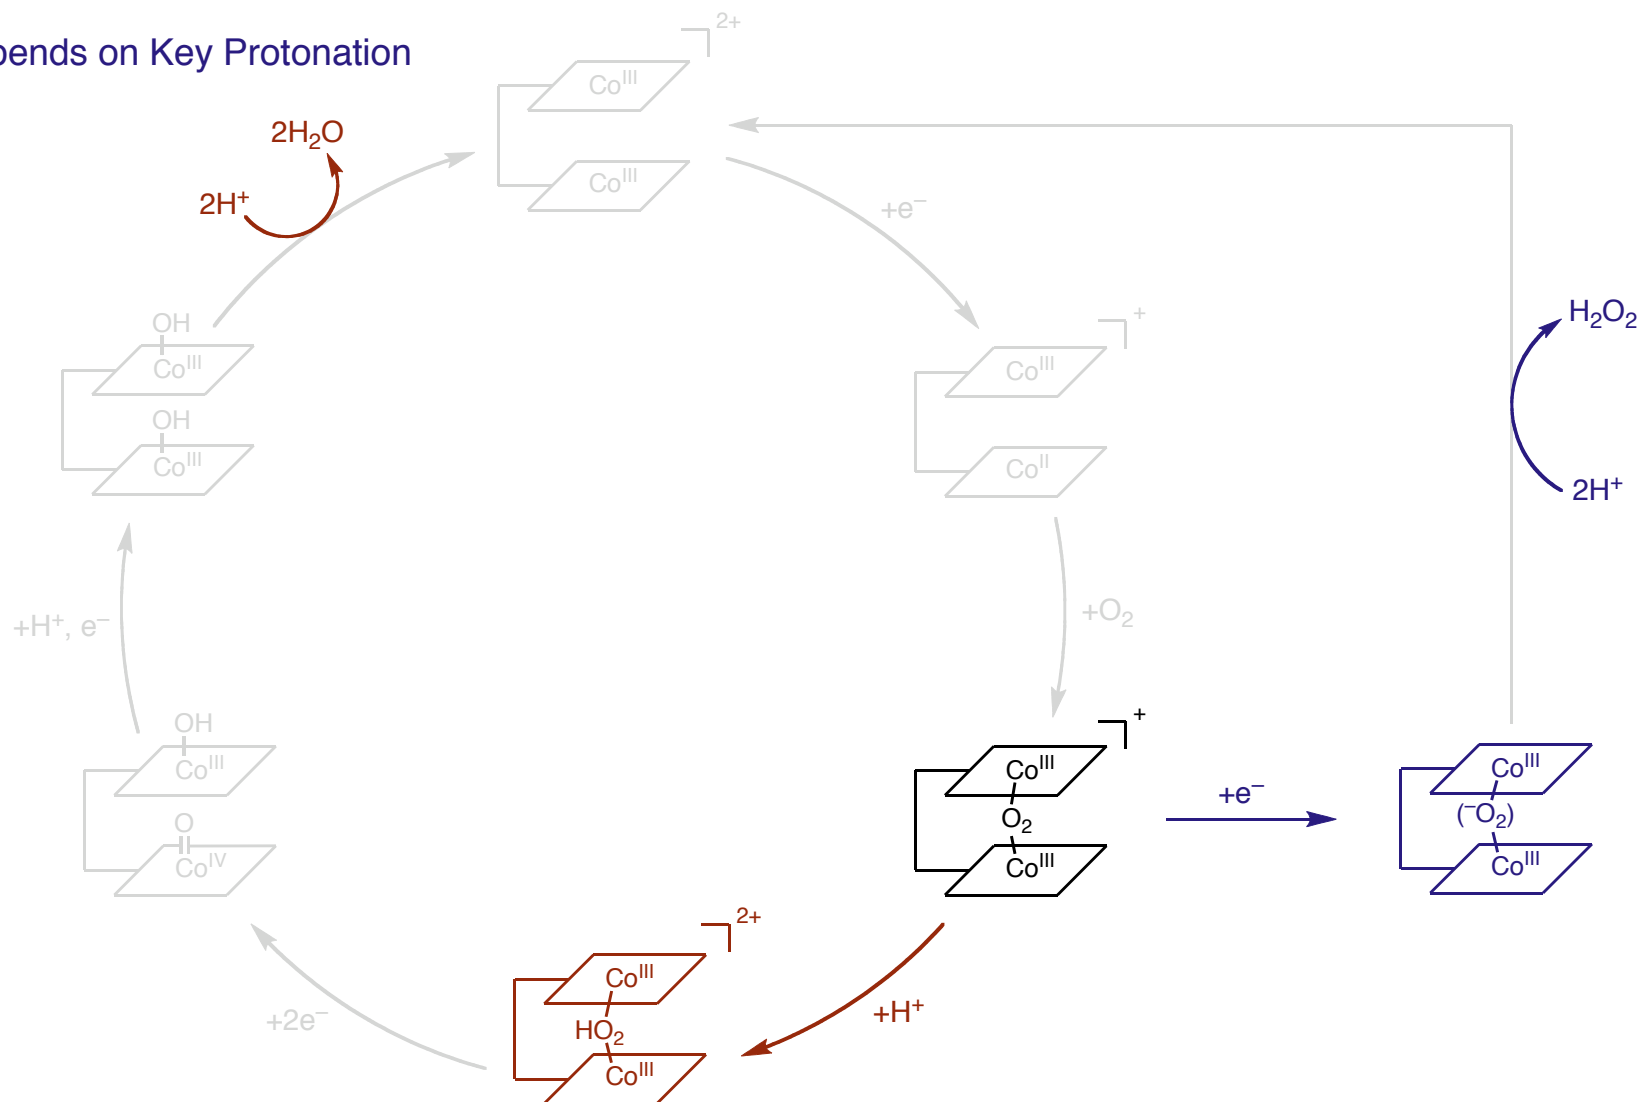 pends on Key Protonation
2+
Co^III
Co^III
2H₂O
2H⁺
+e⁻
OH
Co^III
OH
Co^III
+
Co^III
Co^II
H₂O₂
2H⁺
+H⁺, e⁻
+O₂
OH
Co^III
O
Co^IV
+
Co^III
O₂
Co^III
+e⁻
Co^III
(⁻O₂)
Co^III
+2e⁻
2+
Co^III
HO₂
Co^III
+H⁺